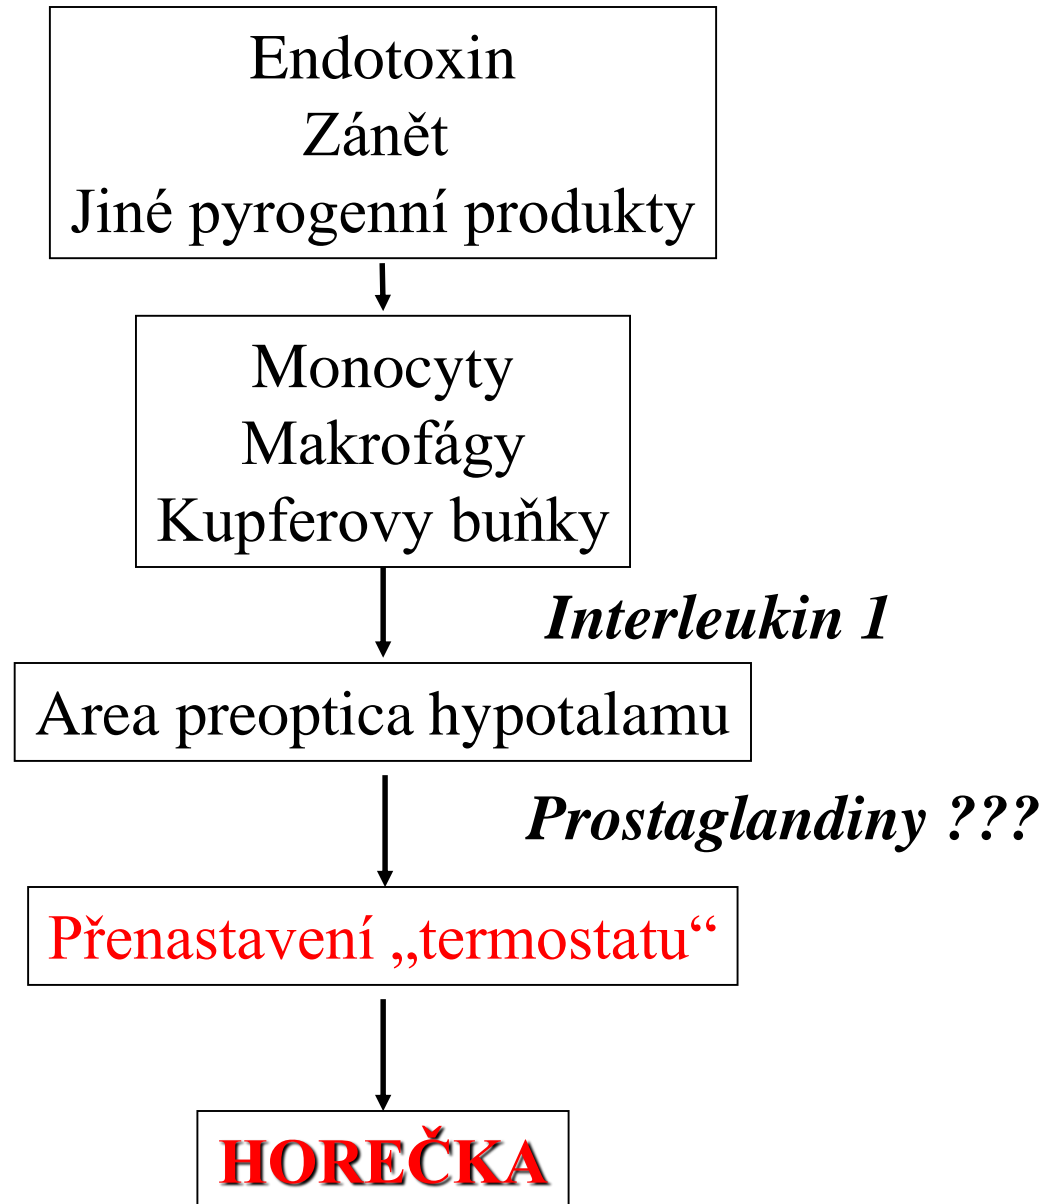 Endotoxin
Zánět
Jiné pyrogenní produkty
Monocyty
Makrofágy
Kupferovy buňky
Interleukin 1
Area preoptica hypotalamu
Prostaglandiny ???
Přenastavení „termostatu“
HOREČKA